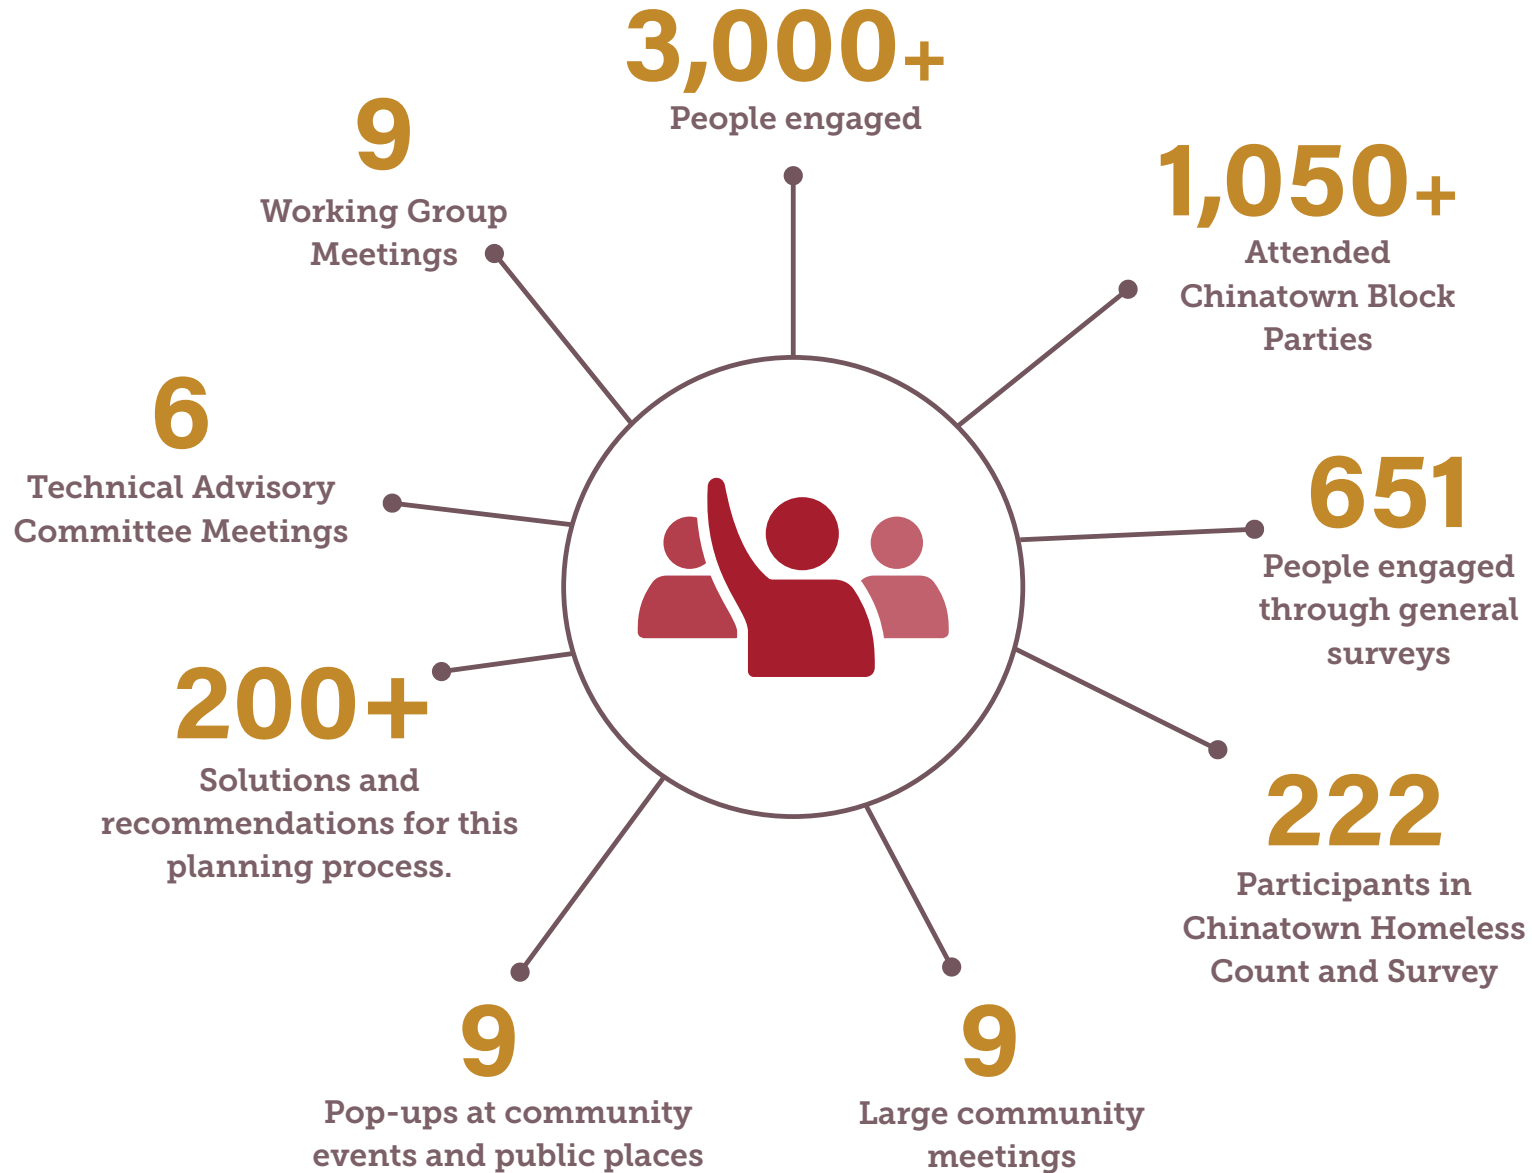 3,000+
People engaged
1,050+
Attended
Chinatown Block
Parties
651
People engaged
through general
surveys
222
Participants in
Chinatown Homeless
Count and Survey
9
Large community
meetings
9
Pop-ups at community
events and public places
200+
Solutions and
recommendations for this
planning process.
6
Technical Advisory
Committee Meetings
9
Working Group
Meetings